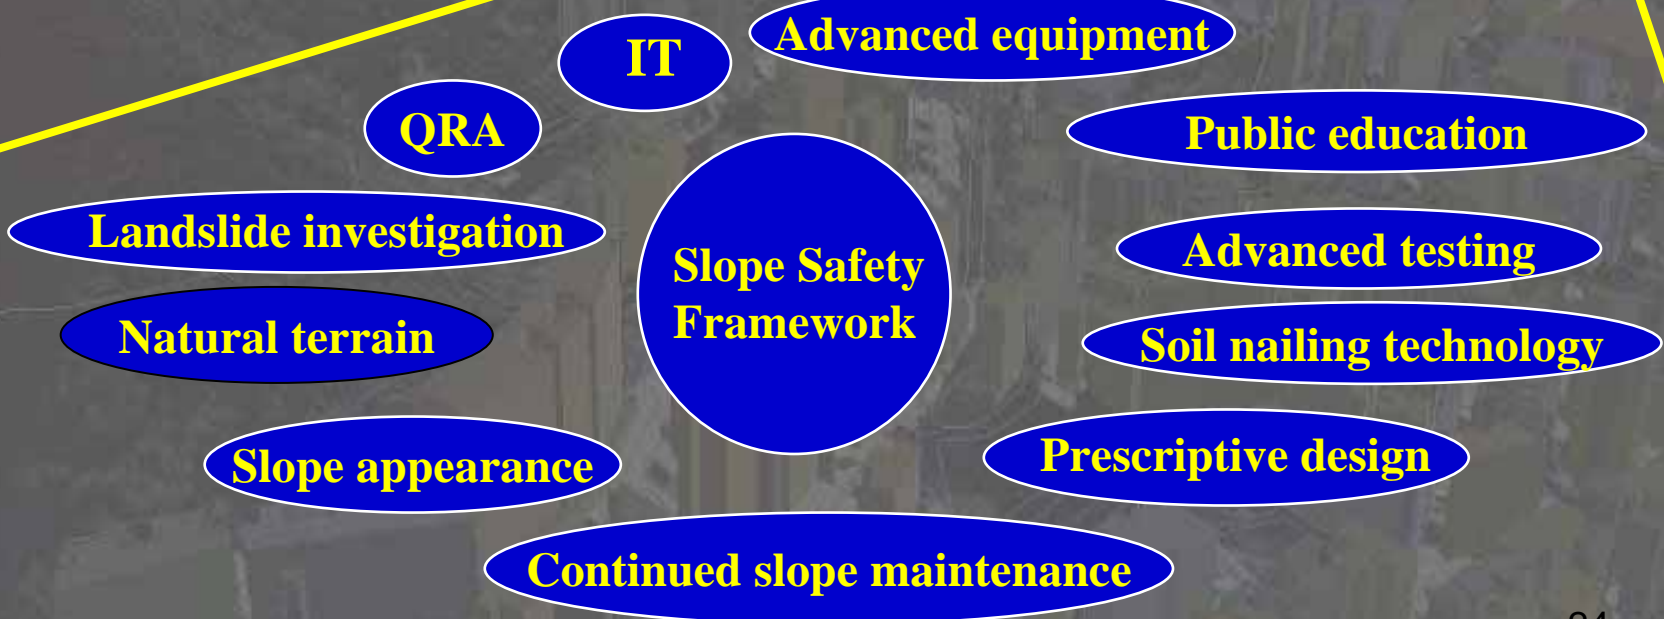 Advanced equipment
IT
QRA
Public education
Landslide investigation
Advanced testing
Slope Safety
Framework
Natural terrain
Soil nailing technology
Slope appearance
Prescriptive design
Continued slope maintenance